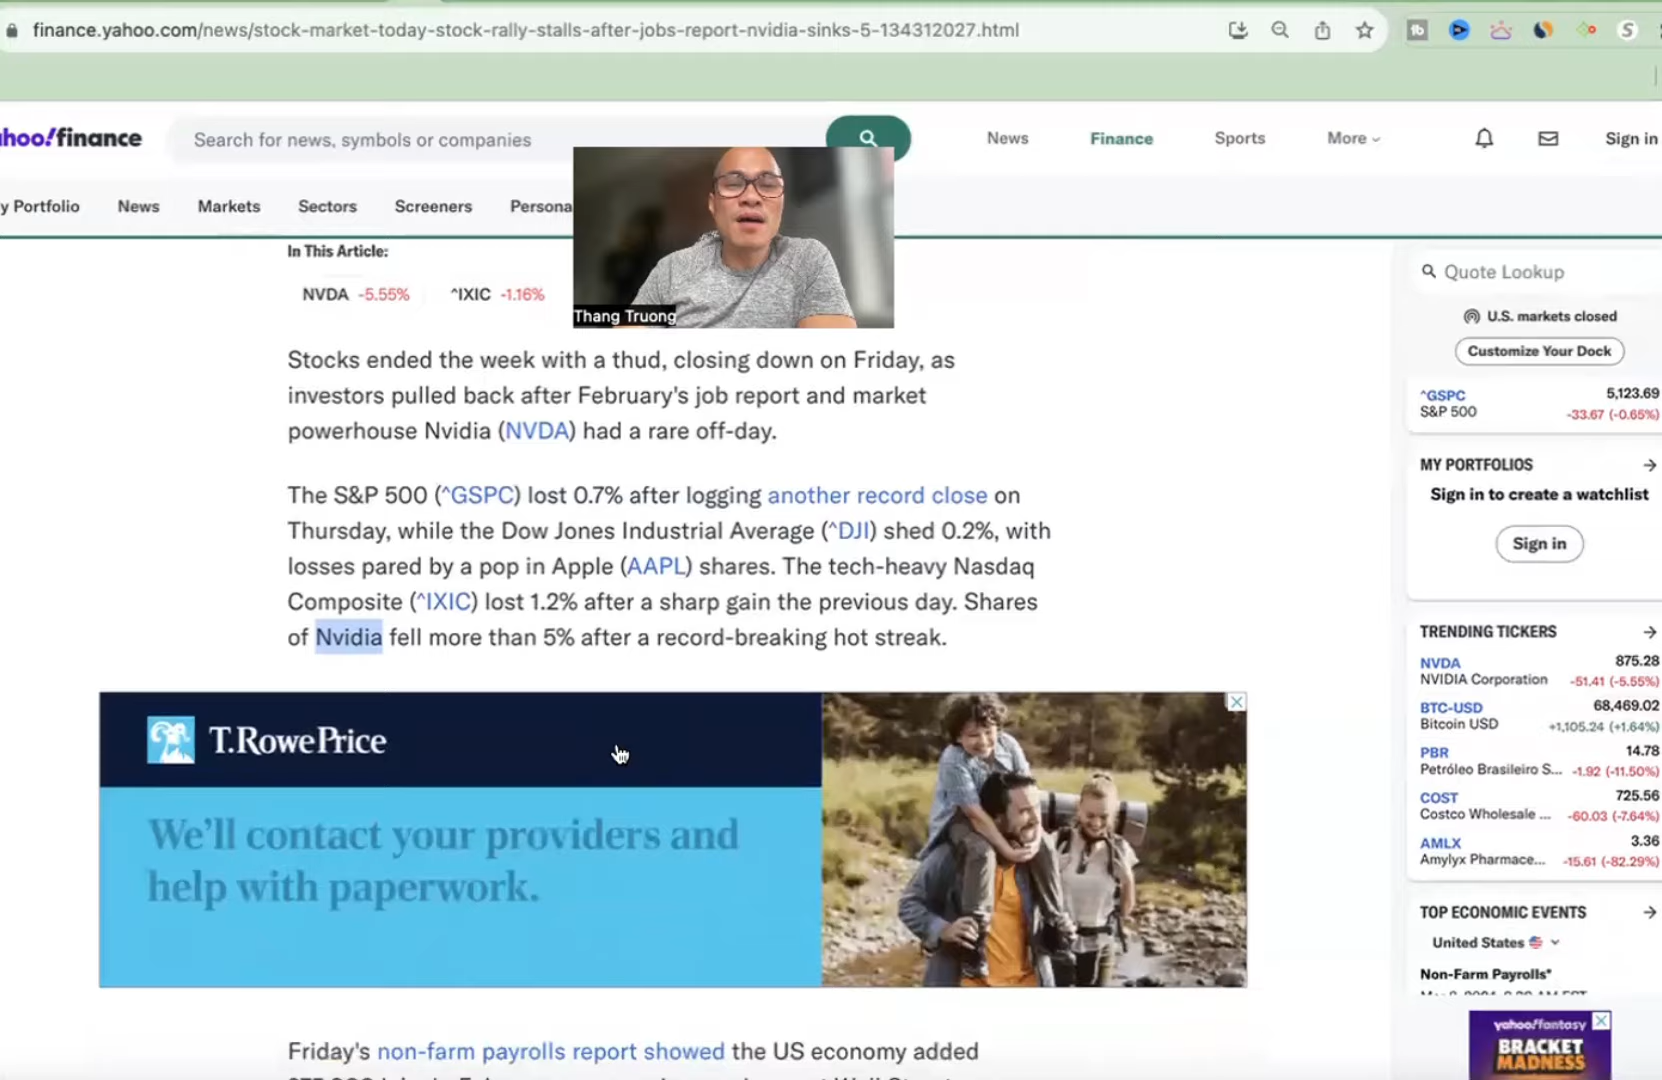 finance.yahoo.com/news/stock-market-today-stock-rally-stalls-after-jobs-report-nvidia-sinks-5-134312027.html
hoo!finance
Search for news, symbols or companies
News
Finance
Sports
More
Sign in
y Portfolio
News
Markets
Sectors
Screeners
Persona
In This Article:
NVDA -5.55%
^IXIC -1.16%
Thang Truong
Stocks ended the week with a thud, closing down on Friday, as
investors pulled back after February's job report and market
powerhouse Nvidia (NVDA) had a rare off-day.
The S&P 500 (^GSPC) lost 0.7% after logging another record close on
Thursday, while the Dow Jones Industrial Average (^DJI) shed 0.2%, with
losses pared by a pop in Apple (AAPL) shares. The tech-heavy Nasdaq
Composite (^IXIC) lost 1.2% after a sharp gain the previous day. Shares
of Nvidia fell more than 5% after a record-breaking hot streak.
T.RowePrice
We'll contact your providers and
help with paperwork.
Friday's non-farm payrolls report showed the US economy added
Quote Lookup
U.S. markets closed
Customize Your Dock
^GSPC 5,123.69
S&P 500 -33.67 (-0.65%)
MY PORTFOLIOS
Sign in to create a watchlist
Sign in
TRENDING TICKERS
NVDA 875.28
NVIDIA Corporation -51.41 (-5.55%)
BTC-USD 68,469.02
Bitcoin USD +1,105.24 (+1.64%)
PBR 14.78
Petróleo Brasileiro S... -1.92 (-11.50%)
COST 725.56
Costco Wholesale ... -60.03 (-7.64%)
AMLX 3.36
Amylyx Pharmace... -15.61 (-82.29%)
TOP ECONOMIC EVENTS
United States
Non-Farm Payrolls*
yahoo!fantasy
BRACKET
MADNESS